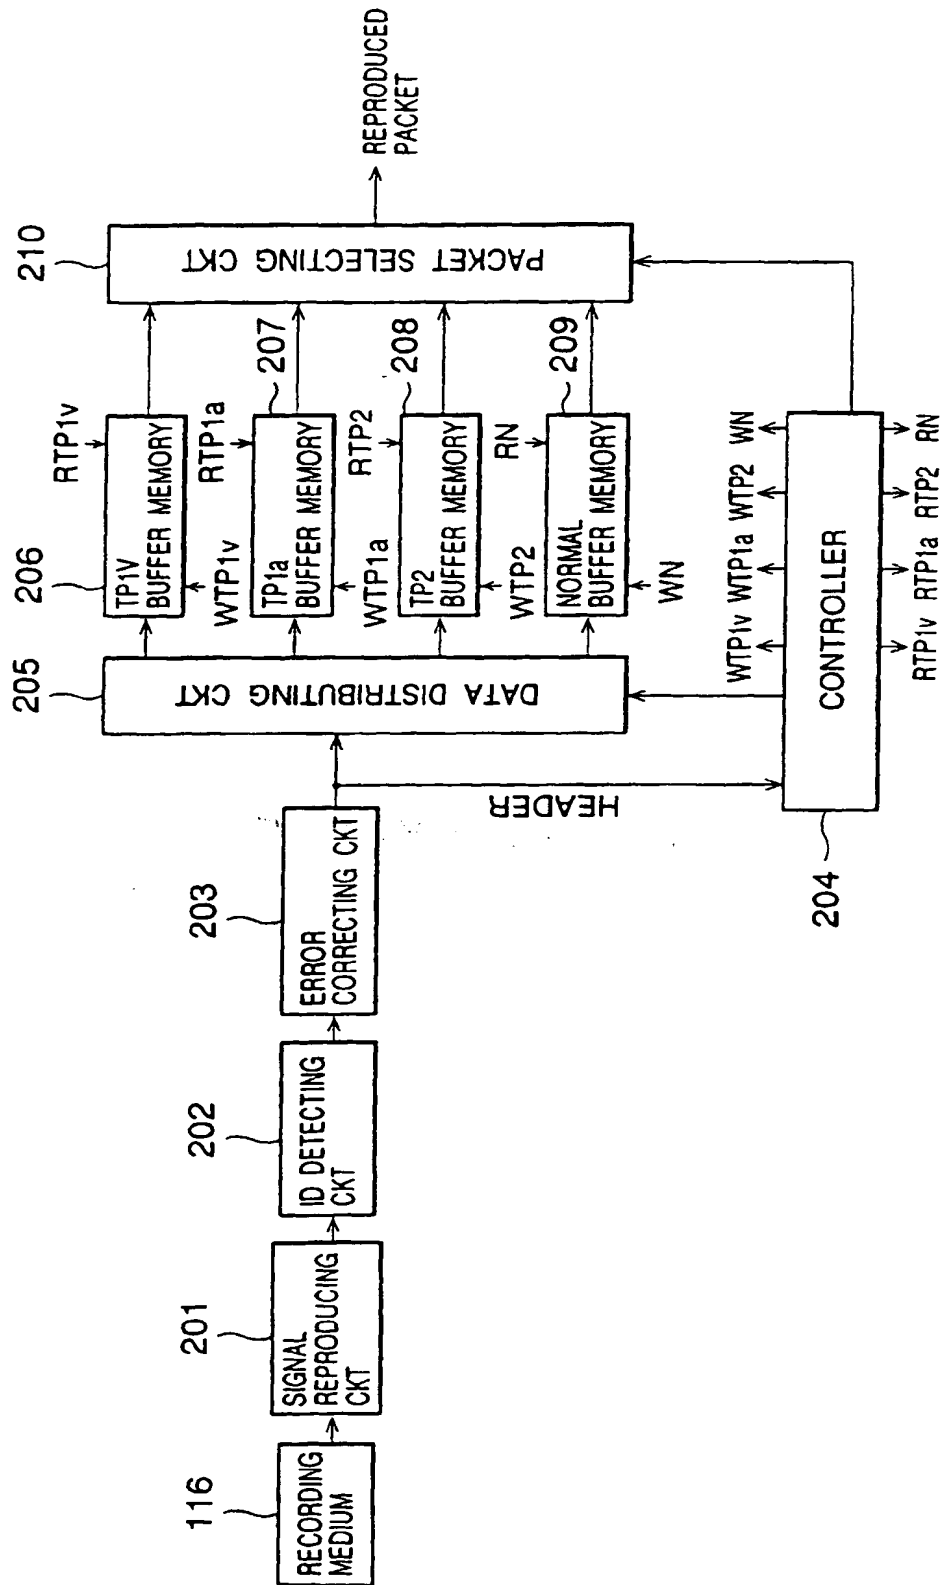 116
RECORDING
MEDIUM
201
SIGNAL
REPRODUCING
CKT
202
ID DETECTING
CKT
203
ERROR
CORRECTING CKT
HEADER
205
DATA DISTRIBUTING CKT
206
TP1V
BUFFER MEMORY
RTP1v
WTP1v
207
TP1a
BUFFER MEMORY
RTP1a
WTP1a
208
TP2
BUFFER MEMORY
RTP2
WTP2
209
NORMAL
BUFFER MEMORY
RN
WN
210
PACKET SELECTING CKT
REPRODUCED
PACKET
204
CONTROLLER
WTP1v WTP1a WTP2 WN
RTP1v RTP1a RTP2 RN